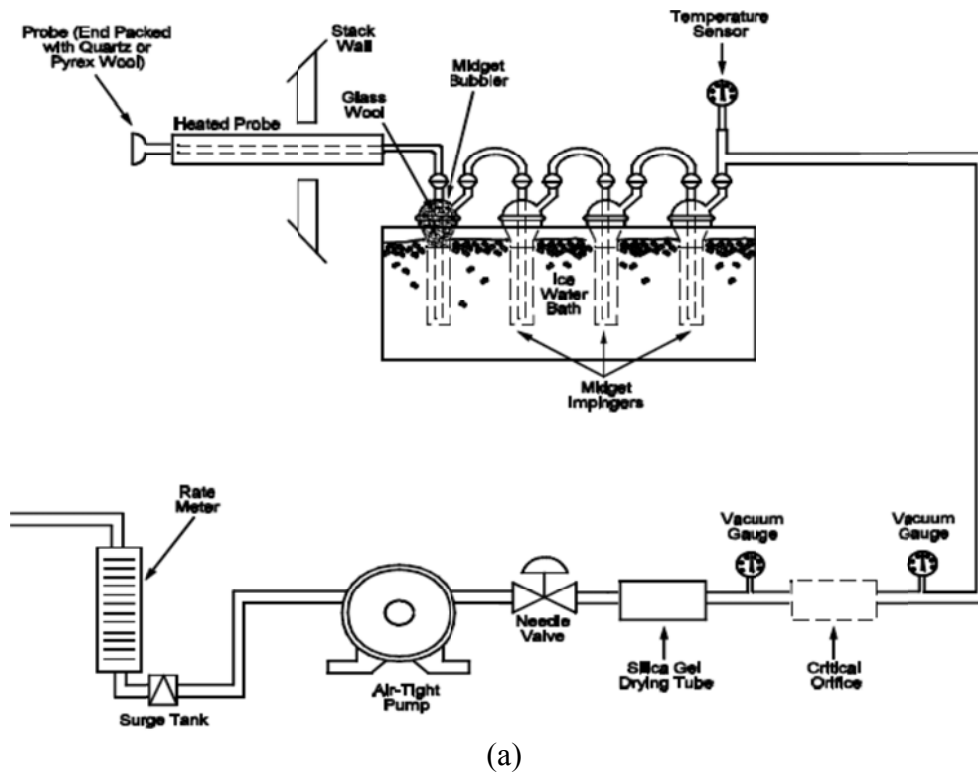 Probe (End Packed
with Quartz or
Pyrex Wool)
Stack
Wall
Temperature
Sensor
Midget
Bubbler
Glass
Wool
Heated Probe
Ice
Water
Bath
Midget
Impingers
Rate
Meter
Vacuum
Gauge
Vacuum
Gauge
Needle
Valve
Silica Gel
Drying Tube
Critical
Orifice
Air-Tight
Pump
Surge Tank
(a)